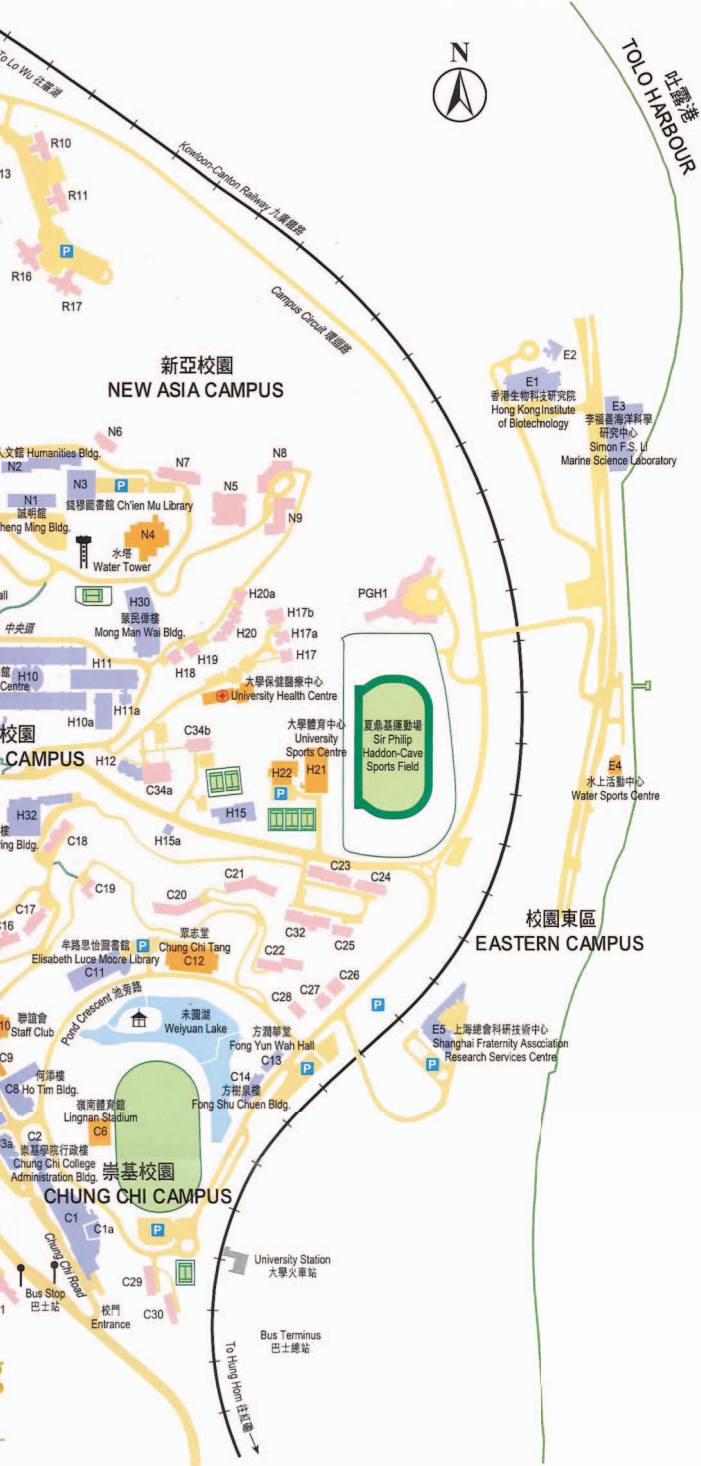 N
吐露港
TOLO HARBOUR
To Lo Wu 往羅湖
R10
13
R11
Kowloon-Canton Railway 九廣鐵路
P
R16
R17
Campus Circuit 環迴路
新亞校園
NEW ASIA CAMPUS
E2
E1
香港生物科技研究院
Hong Kong Institute
of Biotechnology
E3
李福善海洋科學
研究中心
Simon F.S. Li
Marine Science Laboratory
N6
人文館 Humanities Bldg.
N2
N7
N8
N3
P
N5
N1
錢穆圖書館 Ch'ien Mu Library
誠明館
heng Ming Bldg.
N9
N4
水塔
Water Tower
all
H30
蒙民偉樓
Mong Man Wai Bldg.
H20a
PGH1
H17b
中央道
H20
H17a
H19
H17
H18
館
H10
Centre
H11
大學保健醫療中心
University Health Centre
H10a
H11a
校園
CAMPUS
C34b
大學體育中心
University
Sports Centre
夏鼎基運動場
Sir Philip
Haddon-Cave
Sports Field
H12
C34a
H22
H21
P
E4
水上活動中心
Water Sports Centre
H32
H15
樓
ring Bldg.
C18
H15a
C19
C21
C23
C24
C20
C17
C16
C32
C25
校園東區
EASTERN CAMPUS
牟路思怡圖書館
P
Elisabeth Luce Moore Library
C11
眾志堂
Chung Chi Tang
C12
C22
C26
C27
C28
P
Pond Crescent 池旁路
未圓湖
Weiyuan Lake
10
聯誼會
Staff Club
方潤華堂
Fong Yun Wah Hall
C13
E5 上海總會科研技術中心
Shanghai Fraternity Association
Research Services Centre
P
C9
P
何添樓
C8 Ho Tim Bldg.
C14
方樹泉樓
Fong Shu Chuen Bldg.
嶺南體育館
Lingnan Stadium
C6
3a
C2
崇基學院行政樓
Chung Chi College
Administration Bldg.
崇基校園
CHUNG CHI CAMPUS
C1
C1a
P
Chung Chi Road
University Station
大學火車站
C29
Bus Stop
巴士站
1
校門
Entrance
C30
Bus Terminus
巴士總站
To Hung Hom 往紅磡